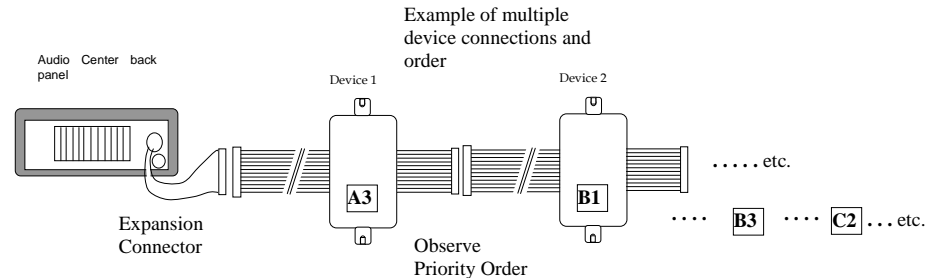 Example of multiple
device connections and
order
Audio Center back
panel
Device 1
Device 2
A3
B1
. . . . . etc.
Expansion
Connector
Observe
Priority Order
. . . . B3 . . . . C2 . . . etc.